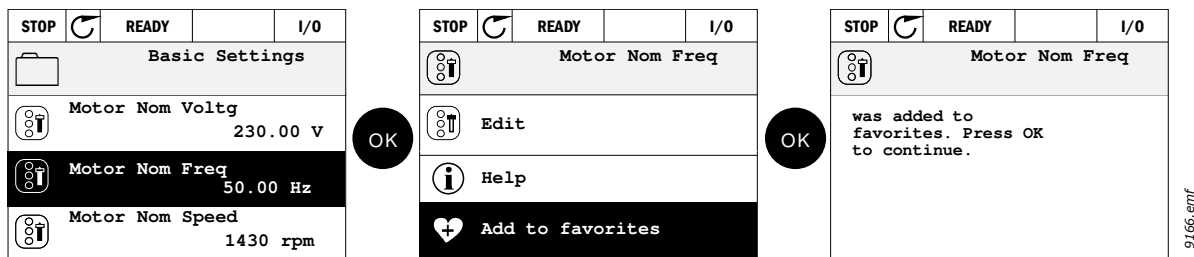 STOP READY I/O
Basic Settings
Motor Nom Voltg
230.00 V
Motor Nom Freq
50.00 Hz
Motor Nom Speed
1430 rpm
OK
STOP READY I/O
Motor Nom Freq
Edit
Help
Add to favorites
OK
STOP READY I/O
Motor Nom Freq
was added to
favorites. Press OK
to continue.
9166.emf